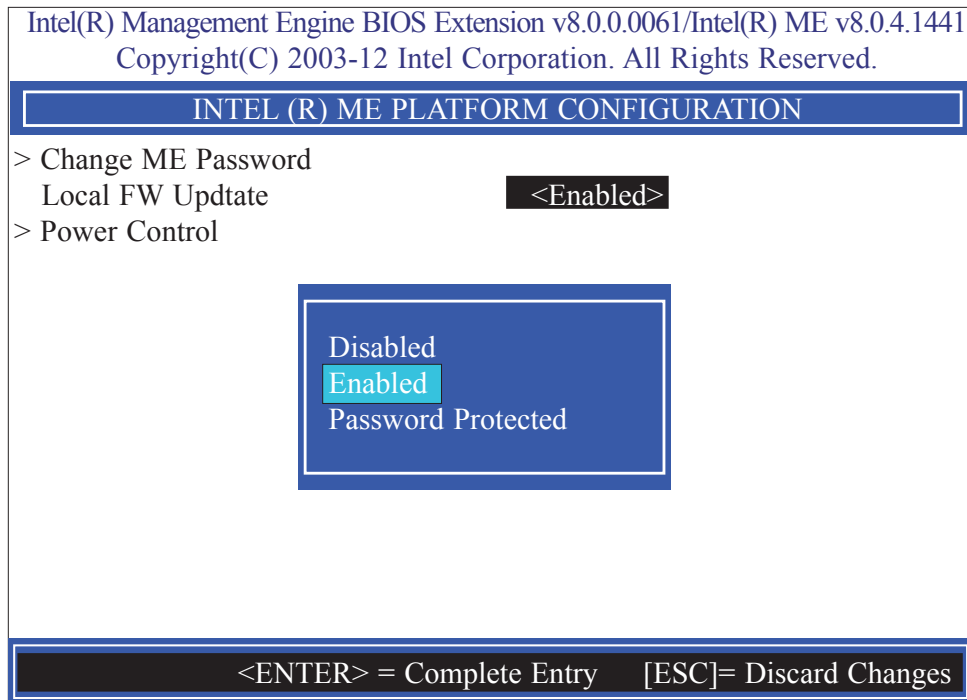 Intel(R) Management Engine BIOS Extension v8.0.0.0061/Intel(R) ME v8.0.4.1441
Copyright(C) 2003-12 Intel Corporation. All Rights Reserved.
INTEL (R) ME PLATFORM CONFIGURATION
> Change ME Password
Local FW Updtate <Enabled>
> Power Control
Disabled
Enabled
Password Protected
<ENTER> = Complete Entry [ESC]= Discard Changes